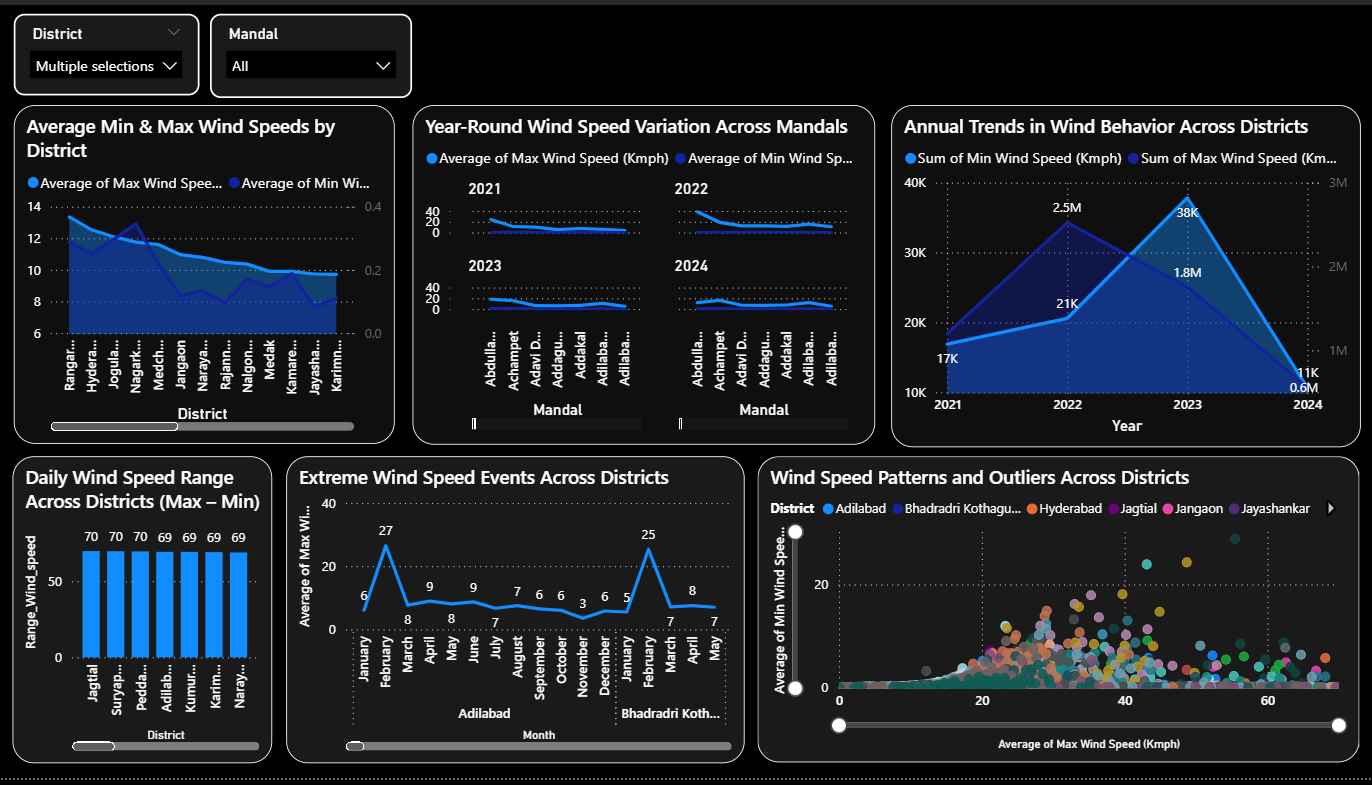 District
Multiple selections
Mandal
All
Average Min & Max Wind Speeds by
District
Average of Max Wind Spee... Average of Min Wi...
14
12
10
8
6
0.4
0.2
0.0
Rangar...
Hydera...
Jogula...
Nagark...
Medch...
Jangaon
Naraya...
Rajann...
Nalgon...
Medak
Kamare...
Jayasha...
Karimn...
District
Year-Round Wind Speed Variation Across Mandals
Average of Max Wind Speed (Kmph) Average of Min Wind Sp...
2021
2022
40
20
0
2023
2024
40
20
0
Abdulla...
Achampet
Adavi D...
Addagu...
Addakal
Adilaba...
Adilaba...
Abdulla...
Achampet
Adavi D...
Addagu...
Addakal
Adilaba...
Adilaba...
Mandal
Mandal
Annual Trends in Wind Behavior Across Districts
Sum of Min Wind Speed (Kmph) Sum of Max Wind Speed (Km...
40K
30K
20K
10K
3M
2M
1M
2.5M
38K
1.8M
21K
17K
11K
0.6M
2021 2022 2023 2024
Year
Daily Wind Speed Range
Across Districts (Max – Min)
Range_Wind_speed
50
0
70 70 70 69 69 69 69
Jagtial
Suryap...
Pedda...
Adilab...
Kumur...
Karim...
Naray...
District
Extreme Wind Speed Events Across Districts
Average of Max Wi...
40
20
0
6 27 8 9 8 9 7 7 6 6 3 6 5 25 7 8 7
January
February
March
April
May
June
July
August
September
October
November
December
January
February
March
April
May
Adilabad
Bhadradri Koth...
Month
Wind Speed Patterns and Outliers Across Districts
District Adilabad Bhadradri Kothagu... Hyderabad Jagtial Jangaon Jayashankar
Average of Min Wind Spee...
20
0
0 20 40 60
Average of Max Wind Speed (Kmph)